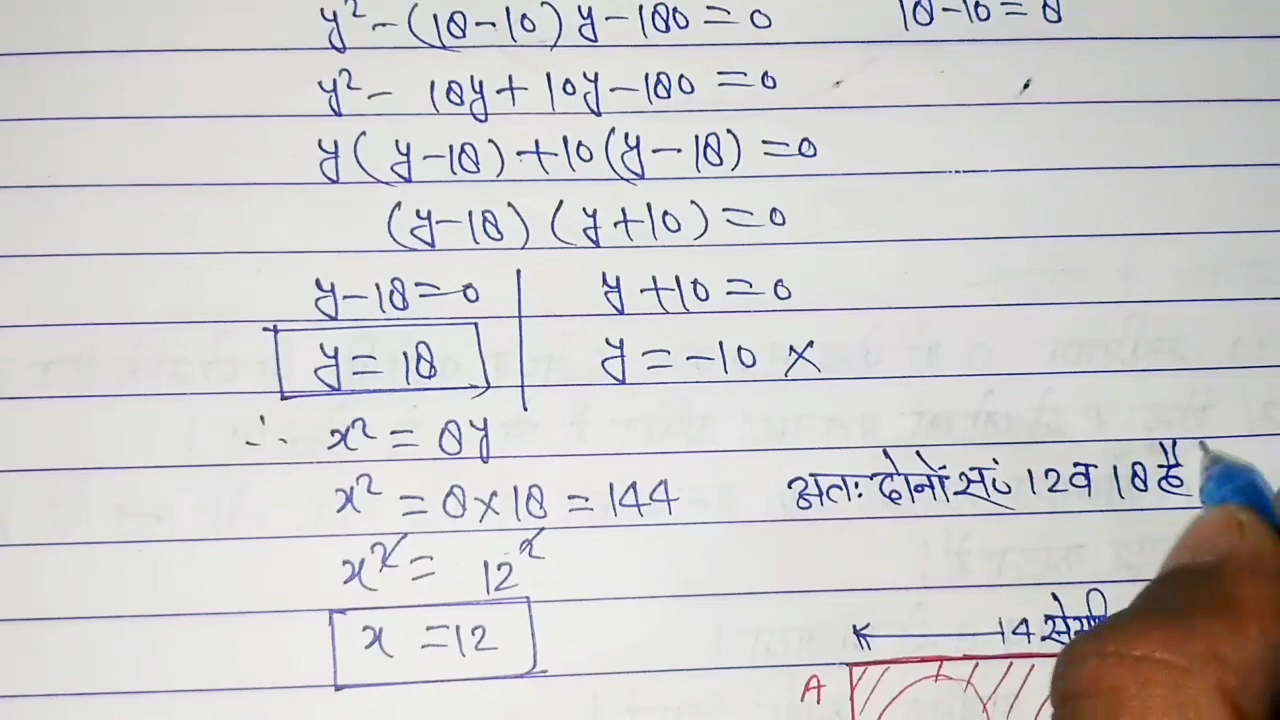 y² - (18-10) y - 180 = 0
18-10 = 8
y² - 18y + 10y - 180 = 0
y (y-18) + 10 (y-18) = 0
(y-18) (y+10) = 0
y-18=0
y+10=0
y = 18
y = -10 ×
∴ x² = 8y
x² = 8×18 = 144
अतः दोनों सं० 12 व 18 हैं
x² = 12²
x = 12
14 सेमी
A